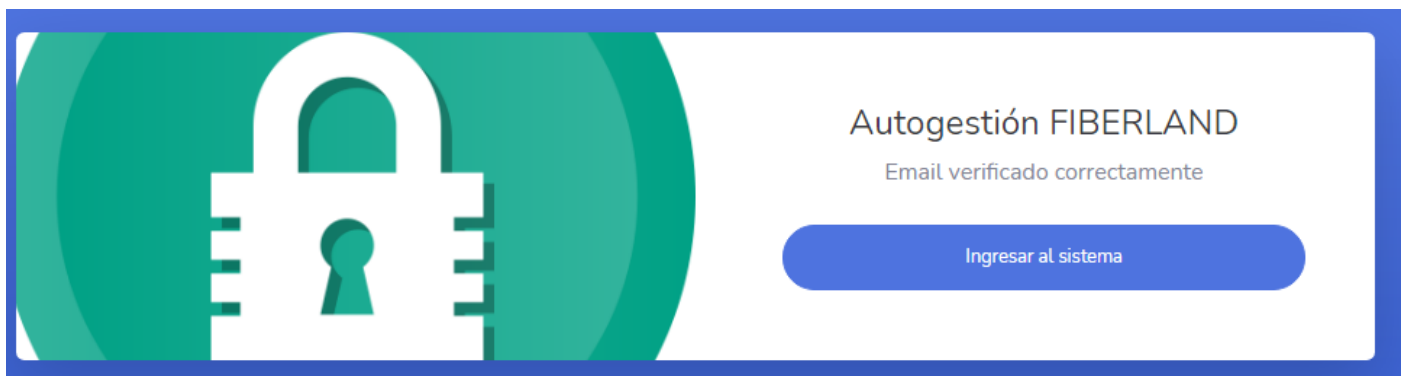 Autogestión FIBERLAND
Email verificado correctamente
Ingresar al sistema